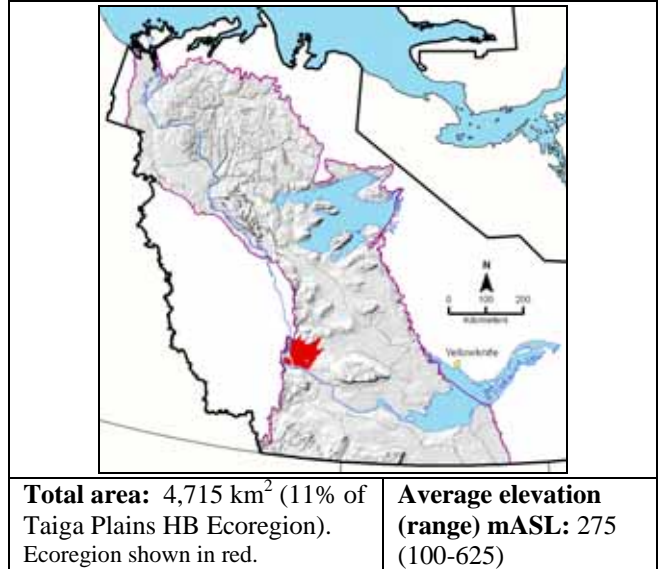 N
0 100 200
Kilometers
Yellowknife
Total area: 4,715 km2 (11% of
Taiga Plains HB Ecoregion).
Ecoregion shown in red.
Average elevation
(range) mASL: 275
(100-625)